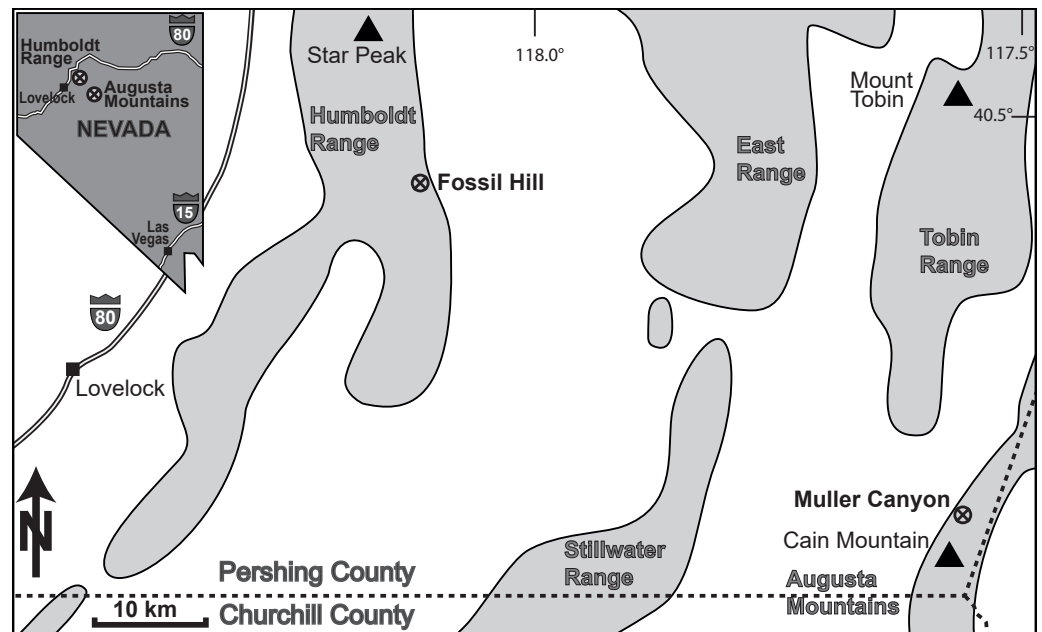 80
Humboldt
Range
Lovelock
Augusta
Mountains
NEVADA
15
Las
Vegas
80
Lovelock
N
Star Peak
Humboldt
Range
Fossil Hill
118.0°
117.5°
Mount
Tobin
40.5°
East
Range
Tobin
Range
Muller Canyon
Cain Mountain
Stillwater
Range
Augusta
Mountains
Pershing County
10 km
Churchill County